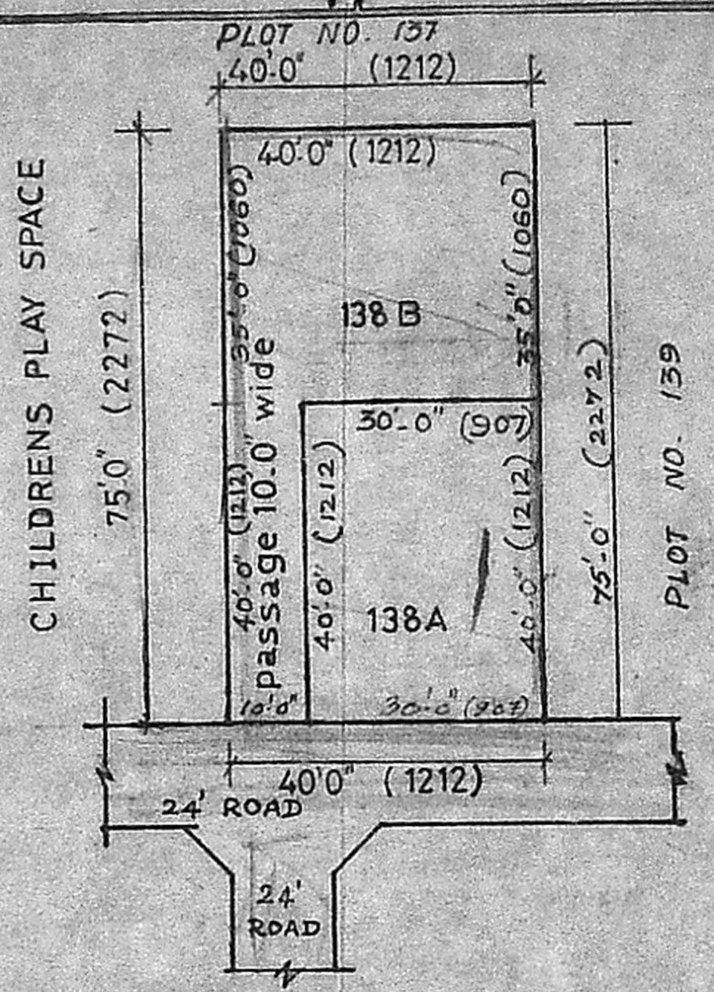 PLOT NO. 137
40'-0" (1212)
40'-0" (1212)
CHILDRENS PLAY SPACE
75'0" (2272)
35'-0" (1060)
35'0" (1060)
138 B
passage 10.0" wide
30'-0" (907)
40'-0" (1212)
40'-0" (1212)
40'-0" (1212)
138A
75'-0" (2272)
PLOT NO. 139
10'0"
30'-0" (907)
40'0" (1212)
24' ROAD
24'
ROAD